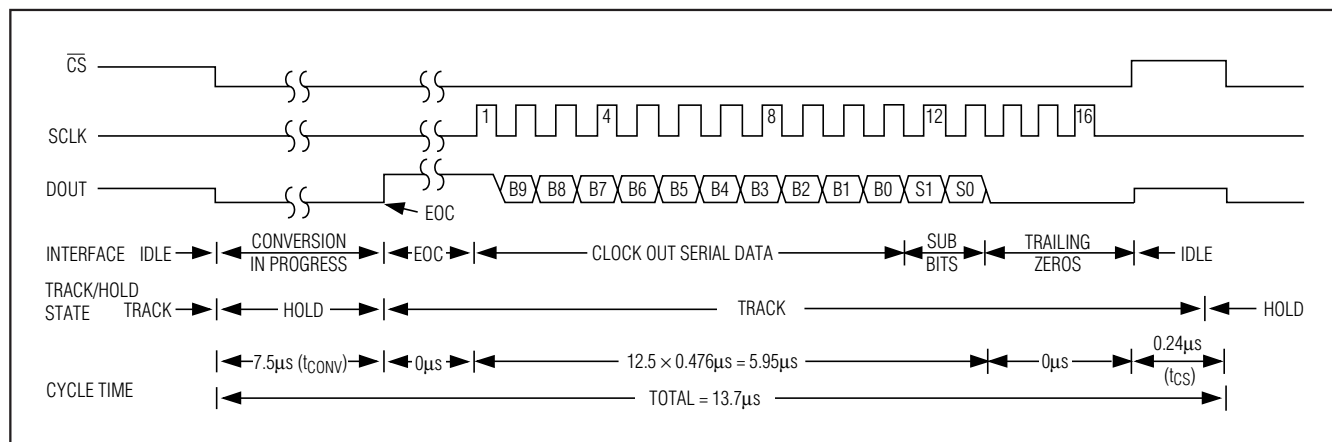 CS
SCLK
1 4 8 12 16
DOUT
B9 B8 B7 B6 B5 B4 B3 B2 B1 B0 S1 S0
EOC
INTERFACE IDLE CONVERSION IN PROGRESS EOC CLOCK OUT SERIAL DATA SUB BITS TRAILING ZEROS IDLE
TRACK/HOLD STATE TRACK HOLD TRACK HOLD
CYCLE TIME
7.5µs (tCONV) 0µs 12.5 × 0.476µs = 5.95µs 0µs 0.24µs (tCS)
TOTAL = 13.7µs